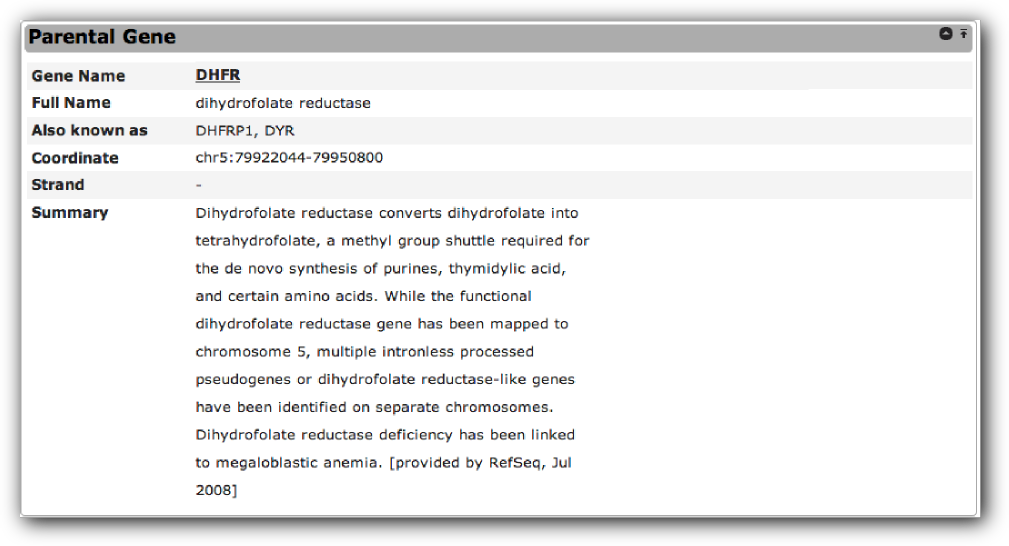 Parental Gene
Gene Name DHFR
Full Name dihydrofolate reductase
Also known as DHFRP1, DYR
Coordinate chr5:79922044-79950800
Strand -
Summary Dihydrofolate reductase converts dihydrofolate into
tetrahydrofolate, a methyl group shuttle required for
the de novo synthesis of purines, thymidylic acid,
and certain amino acids. While the functional
dihydrofolate reductase gene has been mapped to
chromosome 5, multiple intronless processed
pseudogenes or dihydrofolate reductase-like genes
have been identified on separate chromosomes.
Dihydrofolate reductase deficiency has been linked
to megaloblastic anemia. [provided by RefSeq, Jul
2008]